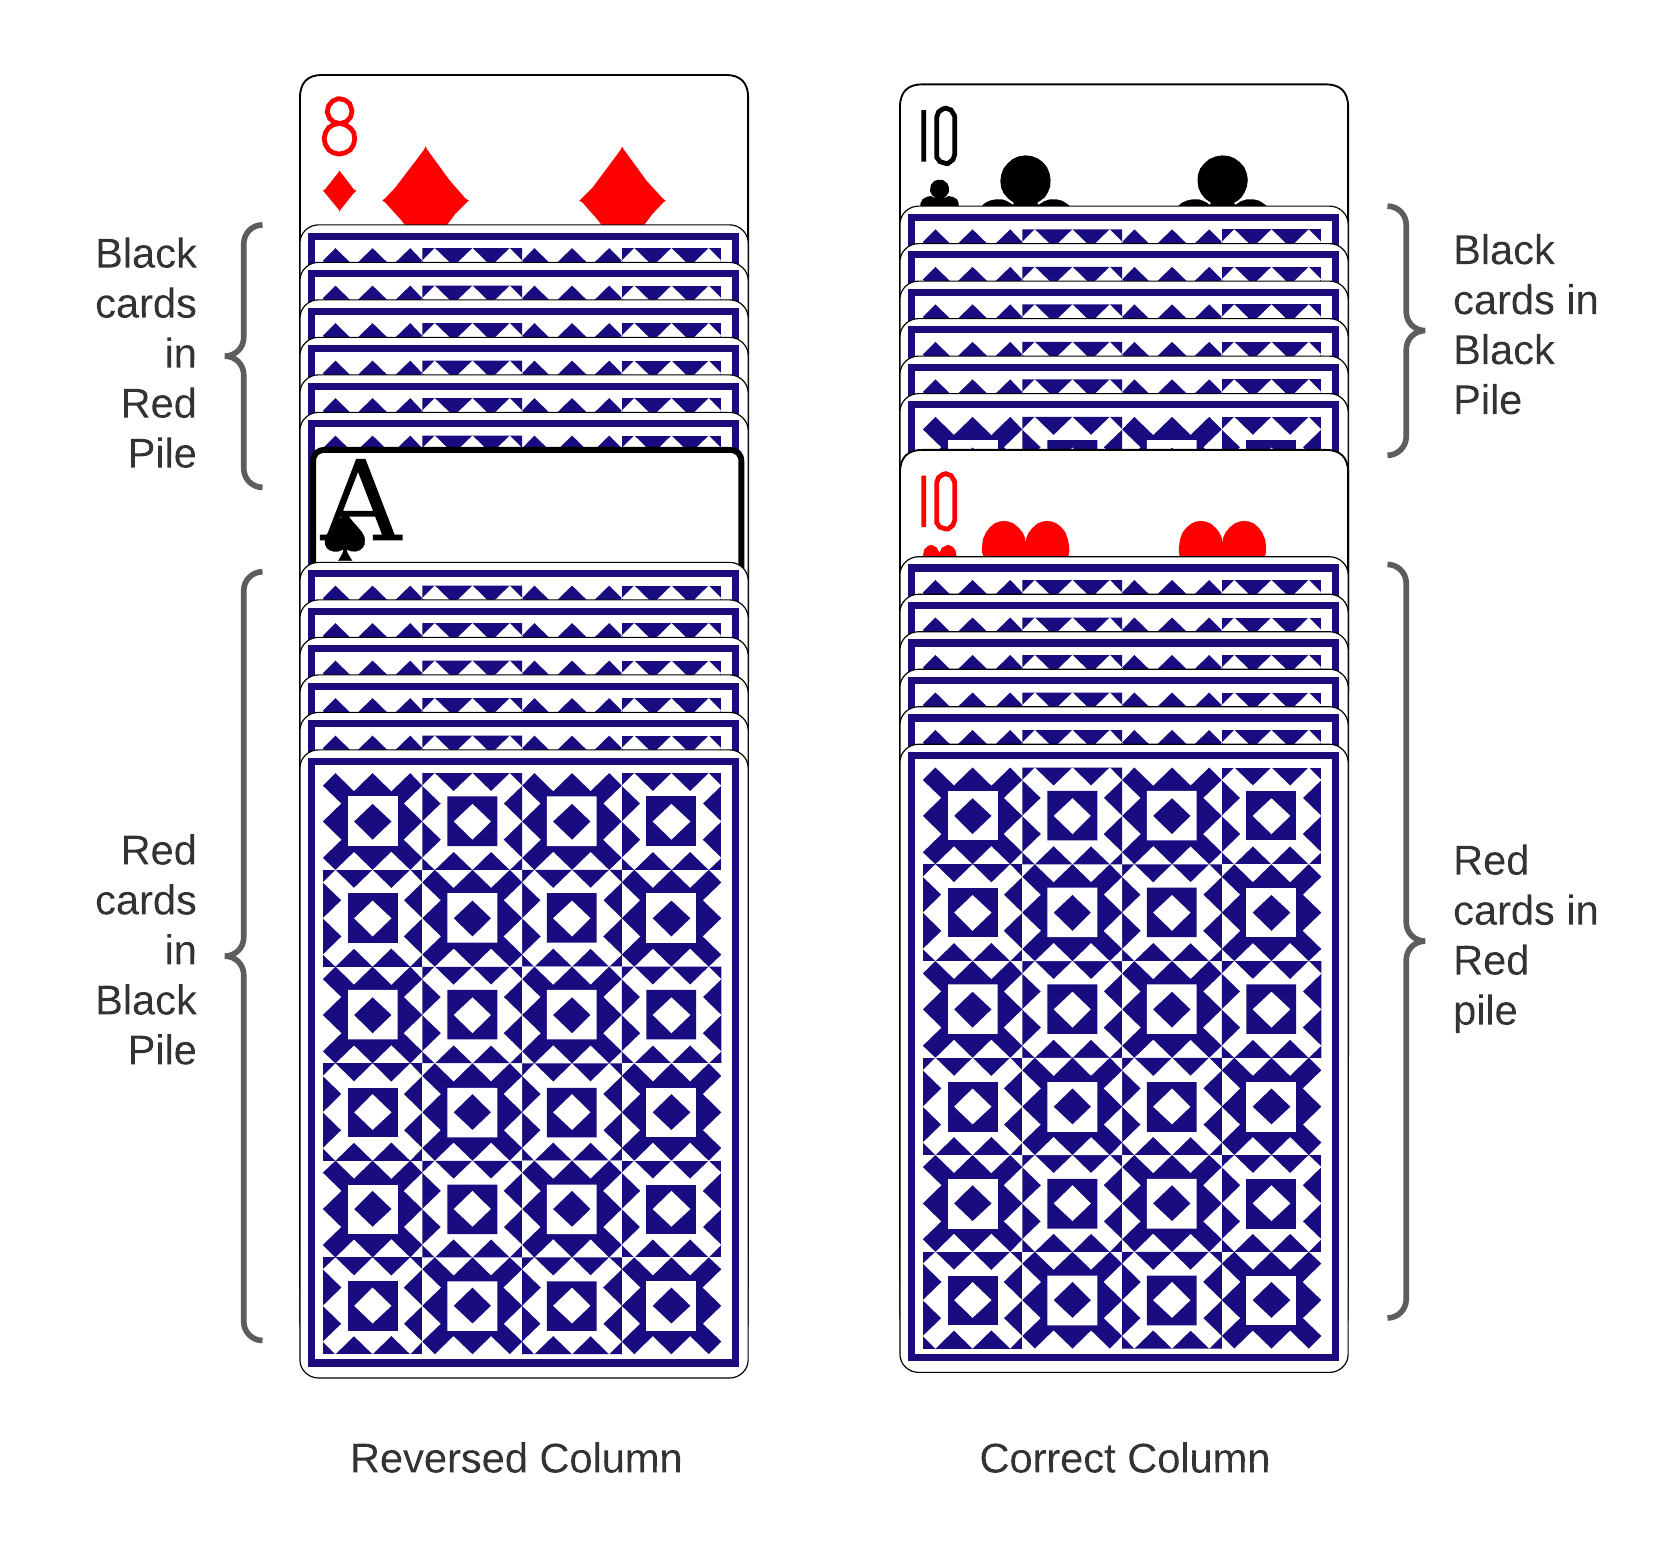 8
10
Black
cards
in
Red
Pile
Black
cards in
Black
Pile
A
10
Red
cards
in
Black
Pile
Red
cards in
Red
pile
Reversed Column
Correct Column